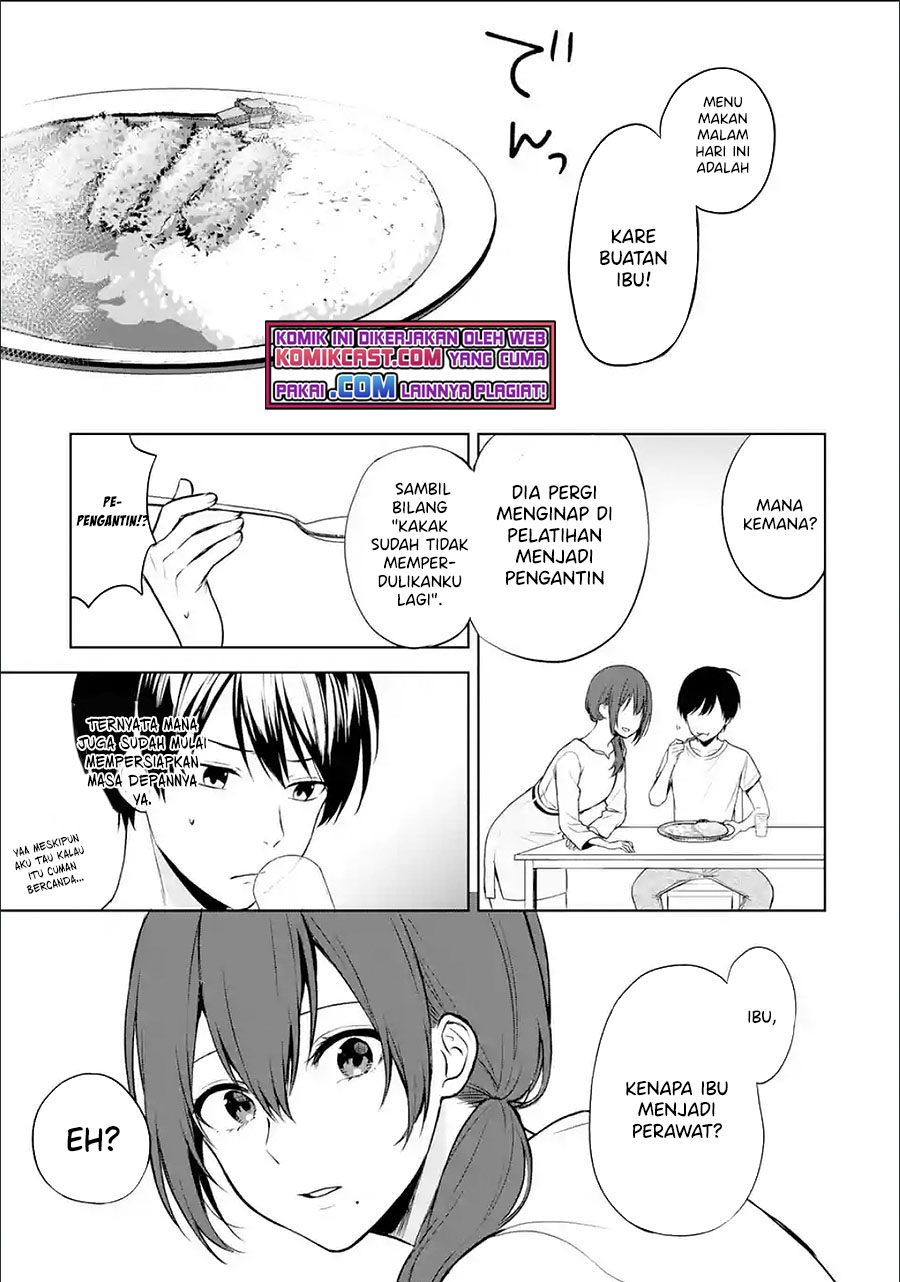 でん
っ
MENU
MAKAN
MALAM
HARI INI
ADALAH
KARE
BUATAN
IBU!
KOMIK INI DIKERJAKAN OLEH WEB
KOMIKCAST.COM YANG CUMA
PAKAI .COM LAINNYA PLAGIAT!
MANA
KEMANA?
DIA PERGI
MENGINAP DI
PELATIHAN
MENJADI
PENGANTIN
SAMBIL
BILANG
"KAKAK
SUDAH TIDAK
MEMPER-
DULIKANKU
LAGI".
PE-
PENGANTIN!?
TERNYATA MANA
JUGA SUDAH MULAI
MEMPERSIAPKAN
MASA DEPANNYA
YA.
YAA MESKIPUN
AKU TAU KALAU
ITU CUMAN
BERCANDA...
IBU,
KENAPA IBU
MENJADI
PERAWAT?
EH?